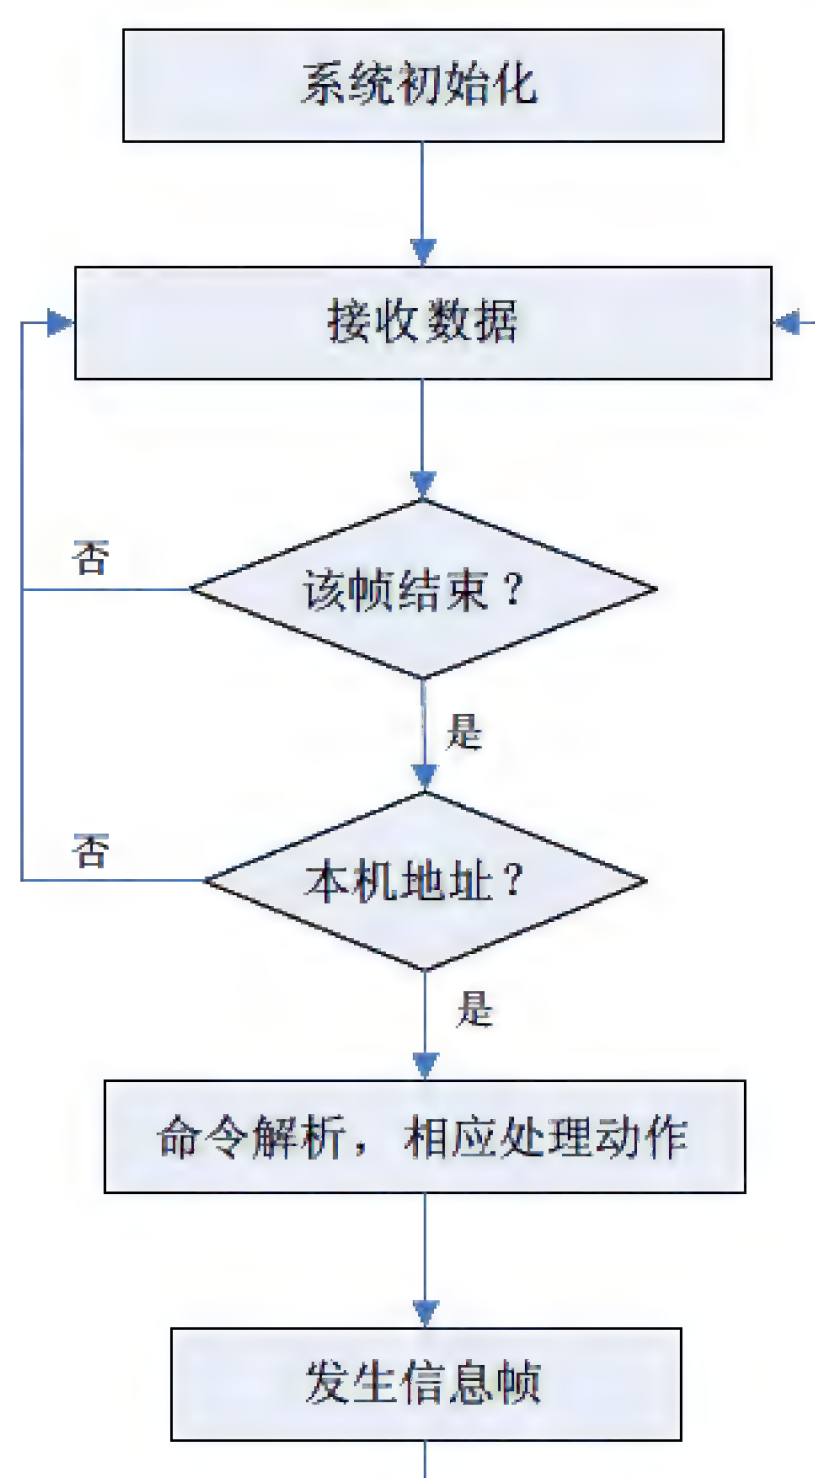 系统初始化
接收数据
否
该帧结束？
是
否
本机地址？
是
命令解析，相应处理动作
发生信息帧